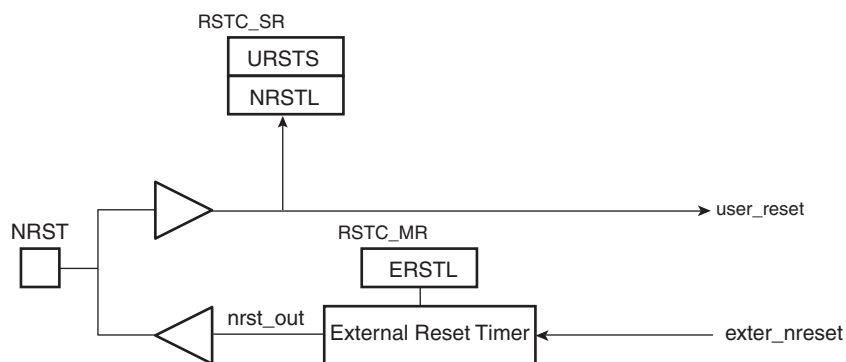 RSTC_SR
URSTS
NRSTL
user_reset
NRST
RSTC_MR
ERSTL
nrst_out
External Reset Timer
exter_nreset